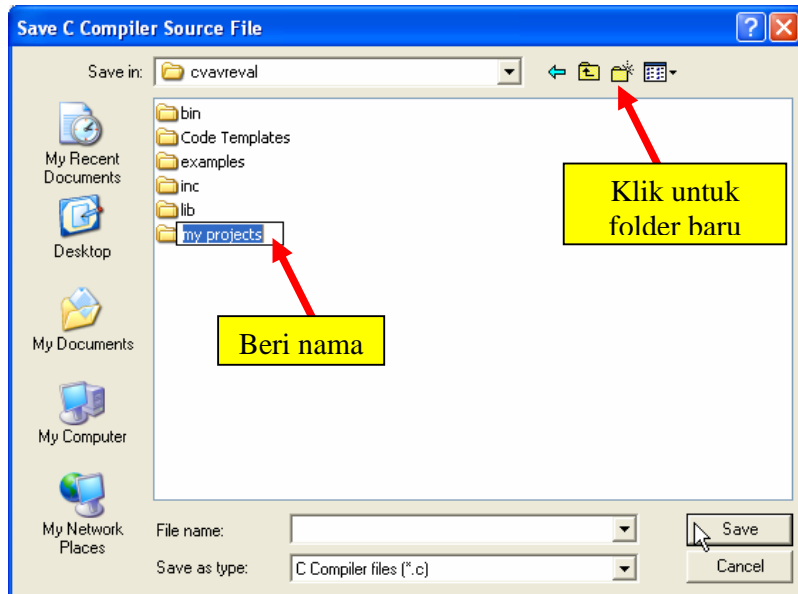 Save C Compiler Source File
Save in:
cvavreval
My Recent
Documents
Desktop
My Documents
My Computer
My Network
Places
bin
Code Templates
examples
inc
lib
my projects
Klik untuk
folder baru
Beri nama
File name:
Save
Save as type:
C Compiler files (*.c)
Cancel